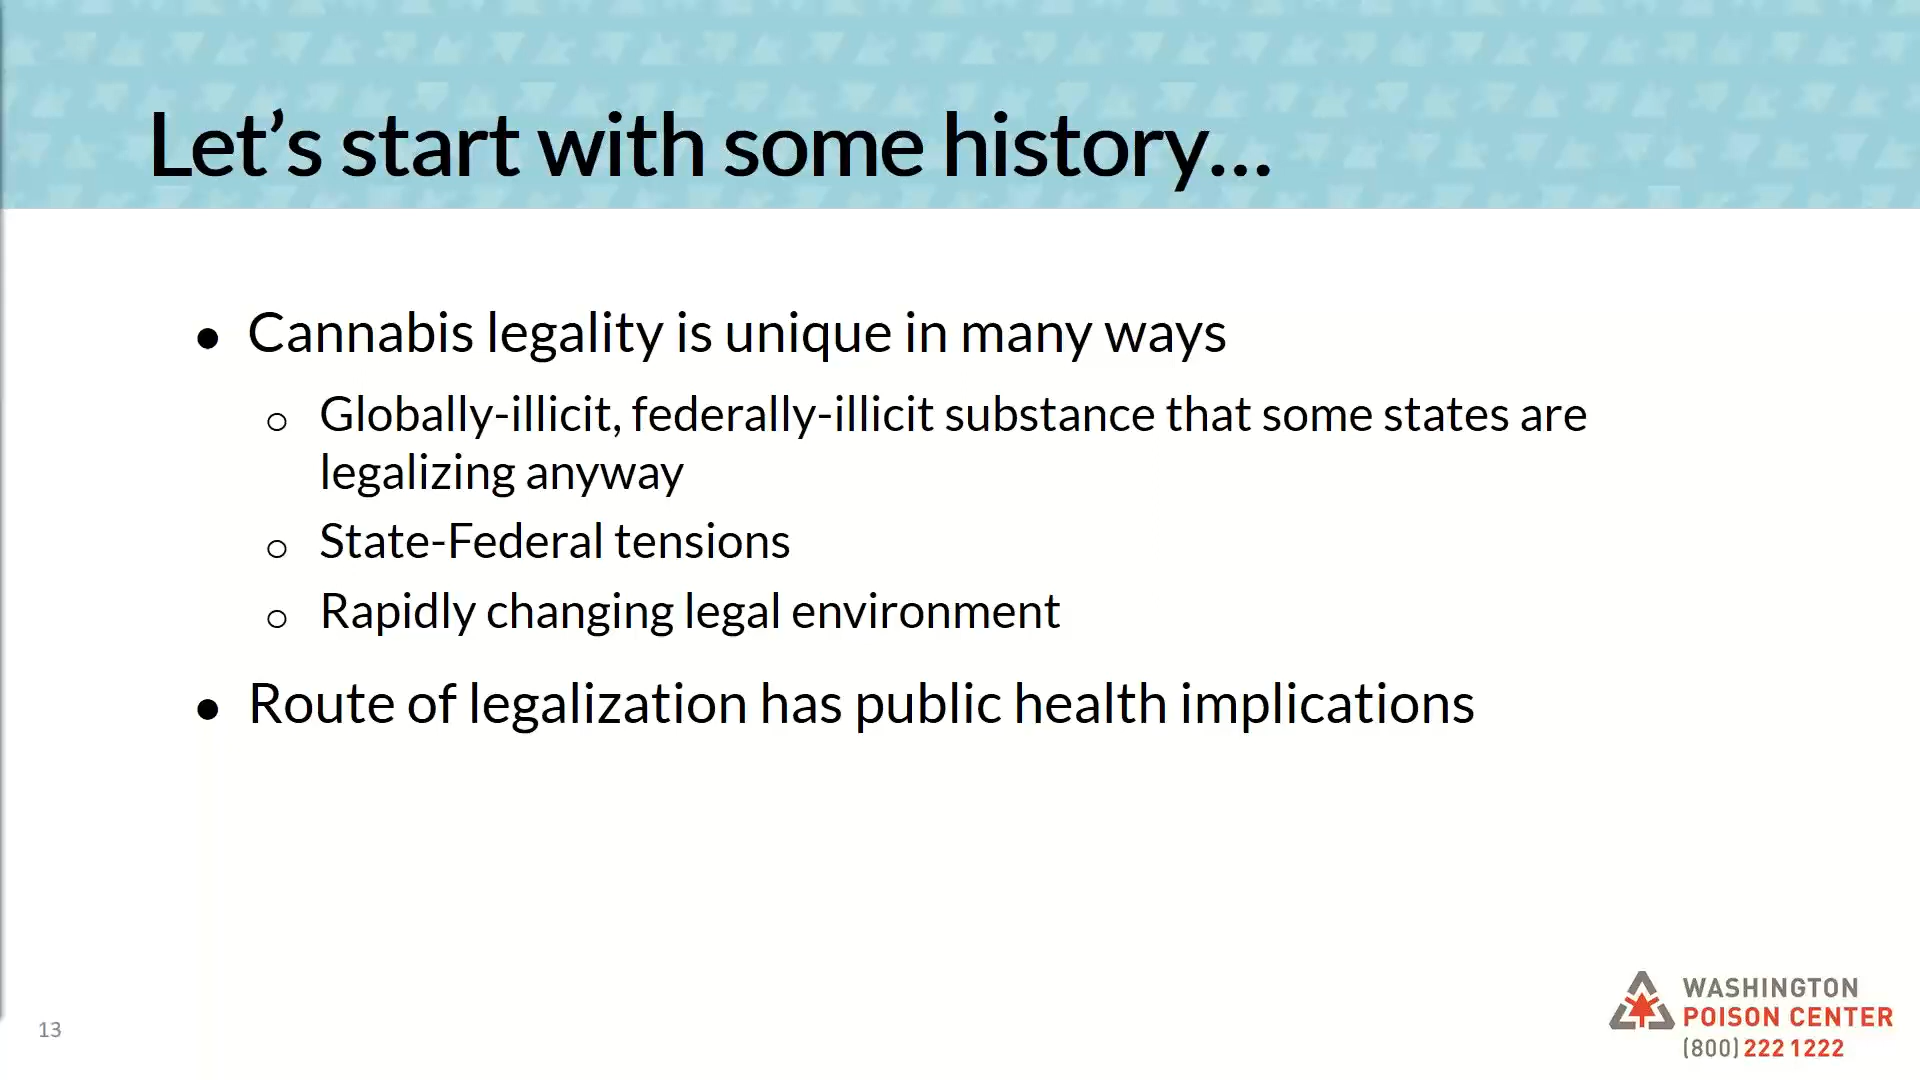 Let’s start with some history...
● Cannabis legality is unique in many ways
○ Globally-illicit, federally-illicit substance that some states are
legalizing anyway
○ State-Federal tensions
○ Rapidly changing legal environment
● Route of legalization has public health implications
13
WASHINGTON
POISON CENTER
(800) 222 1222